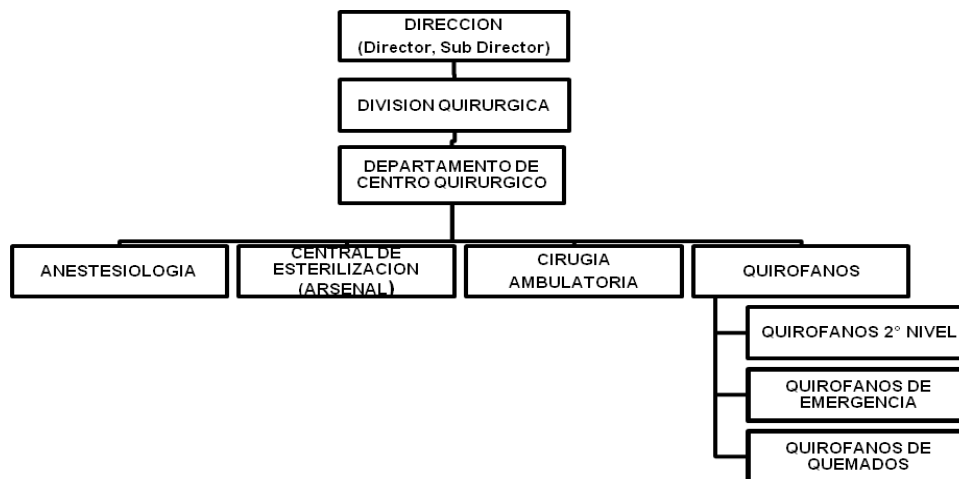 DIRECCION
(Director, Sub Director)
DIVISION QUIRURGICA
DEPARTAMENTO DE
CENTRO QUIRURGICO
ANESTESIOLOGIA
CENTRAL DE
ESTERILIZACION
(ARSENAL)
CIRUGIA
AMBULATORIA
QUIROFANOS
QUIROFANOS 2° NIVEL
QUIROFANOS DE
EMERGENCIA
QUIROFANOS DE
QUEMADOS